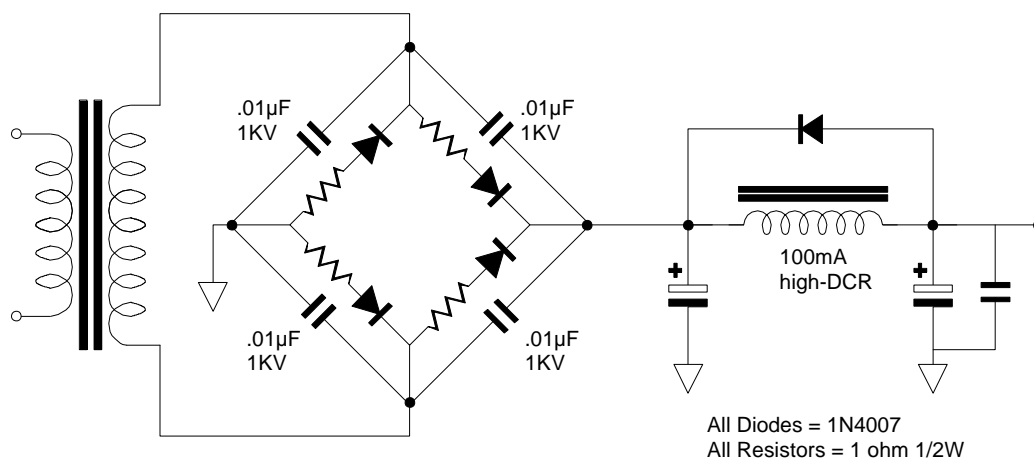 .01µF
1KV
.01µF
1KV
+
100mA
high-DCR
+
.01µF
1KV
.01µF
1KV
All Diodes = 1N4007
All Resistors = 1 ohm 1/2W